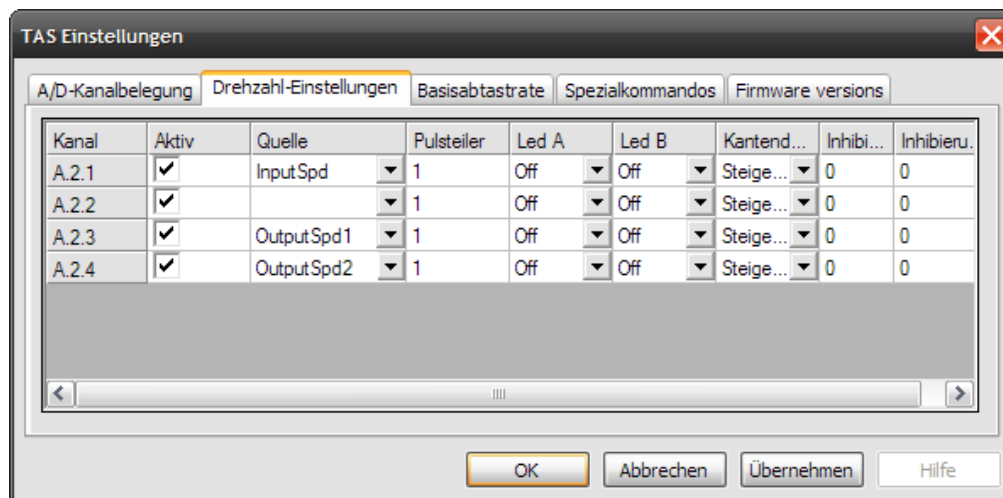 TAS Einstellungen
A/D-Kanalbelegung Drehzahl-Einstellungen Basisabtastrate Spezialkommandos Firmware versions
Kanal Aktiv Quelle Pulsteiler Led A Led B Kantend... Inhibi... Inhibieru.
A.2.1 InputSpd 1 Off Off Steige... 0 0
A.2.2 1 Off Off Steige... 0 0
A.2.3 OutputSpd1 1 Off Off Steige... 0 0
A.2.4 OutputSpd2 1 Off Off Steige... 0 0
OK Abbrechen Übernehmen Hilfe